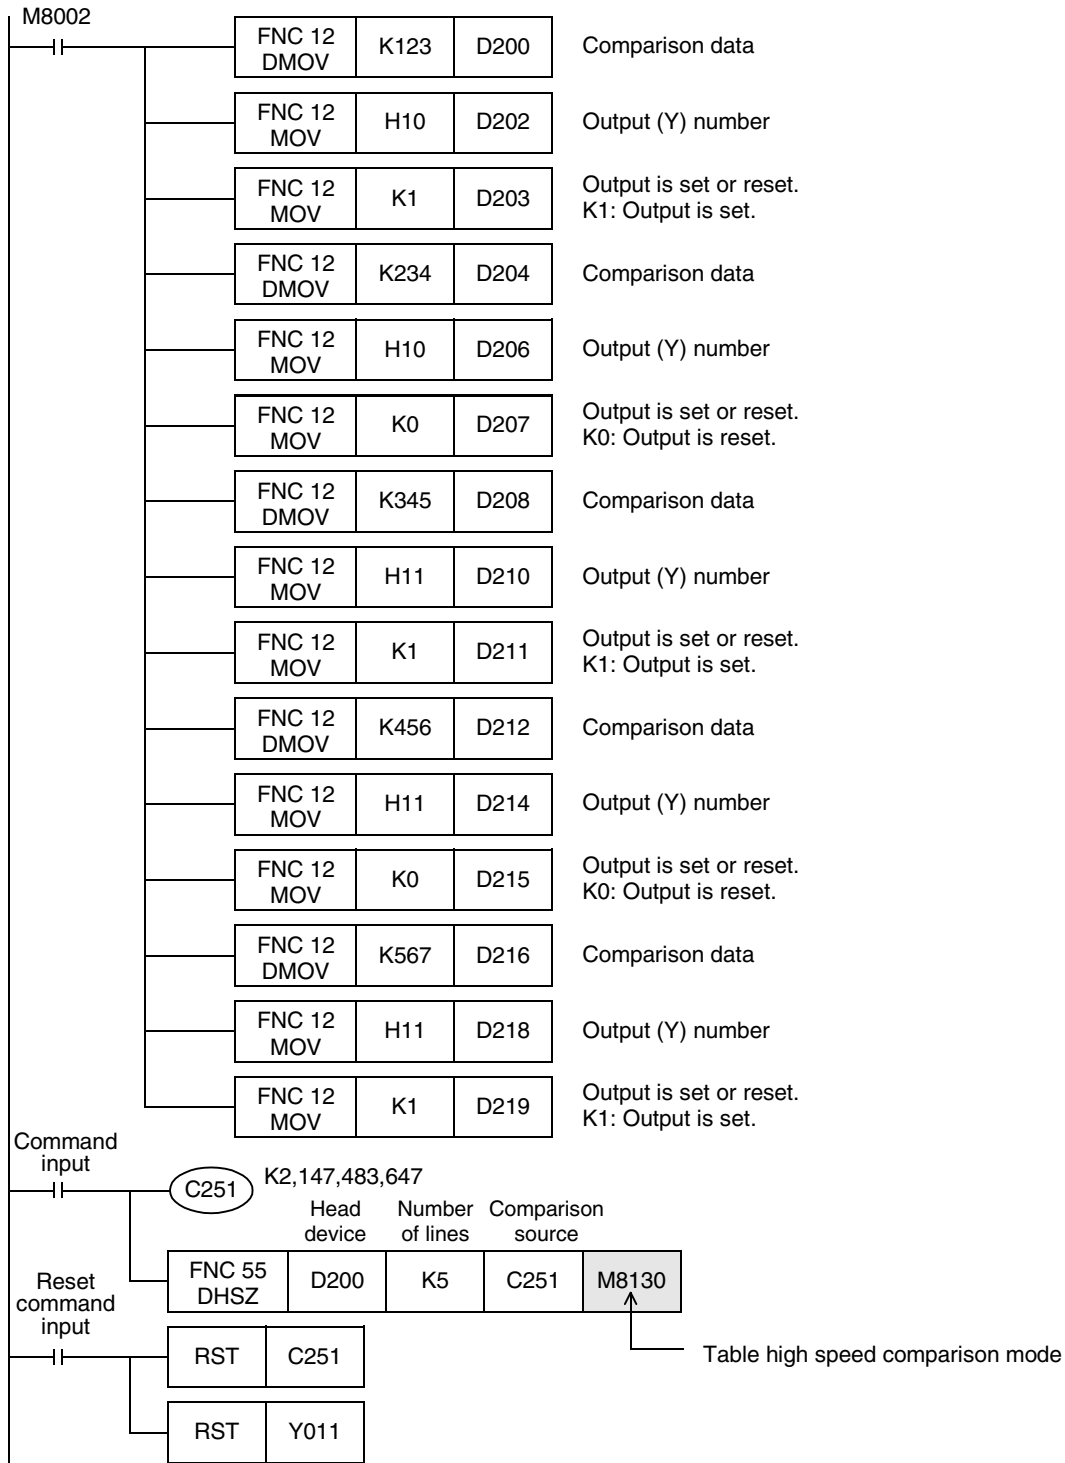 M8002
FNC 12 K123 D200 Comparison data
DMOV
FNC 12 H10 D202 Output (Y) number
MOV
FNC 12 K1 D203 Output is set or reset.
MOV K1: Output is set.
FNC 12 K234 D204 Comparison data
DMOV
FNC 12 H10 D206 Output (Y) number
MOV
FNC 12 K0 D207 Output is set or reset.
MOV K0: Output is reset.
FNC 12 K345 D208 Comparison data
DMOV
FNC 12 H11 D210 Output (Y) number
MOV
FNC 12 K1 D211 Output is set or reset.
MOV K1: Output is set.
FNC 12 K456 D212 Comparison data
DMOV
FNC 12 H11 D214 Output (Y) number
MOV
FNC 12 K0 D215 Output is set or reset.
MOV K0: Output is reset.
FNC 12 K567 D216 Comparison data
DMOV
FNC 12 H11 D218 Output (Y) number
MOV
FNC 12 K1 D219 Output is set or reset.
MOV K1: Output is set.
Command
input
C251 K2,147,483,647
Head Number Comparison
device of lines source
FNC 55 D200 K5 C251 M8130
DHSZ
Reset
command
input
RST C251
Table high speed comparison mode
RST Y011